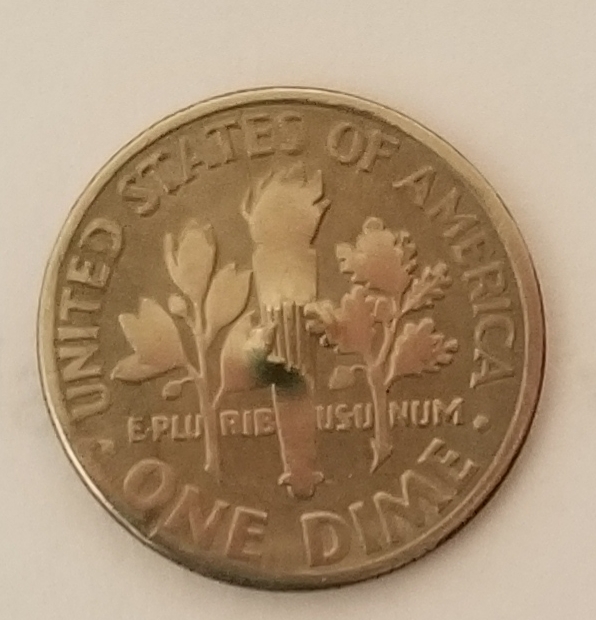 UNITED STATES OF AMERICA
E·PLURIBUS·UNUM
ONE DIME